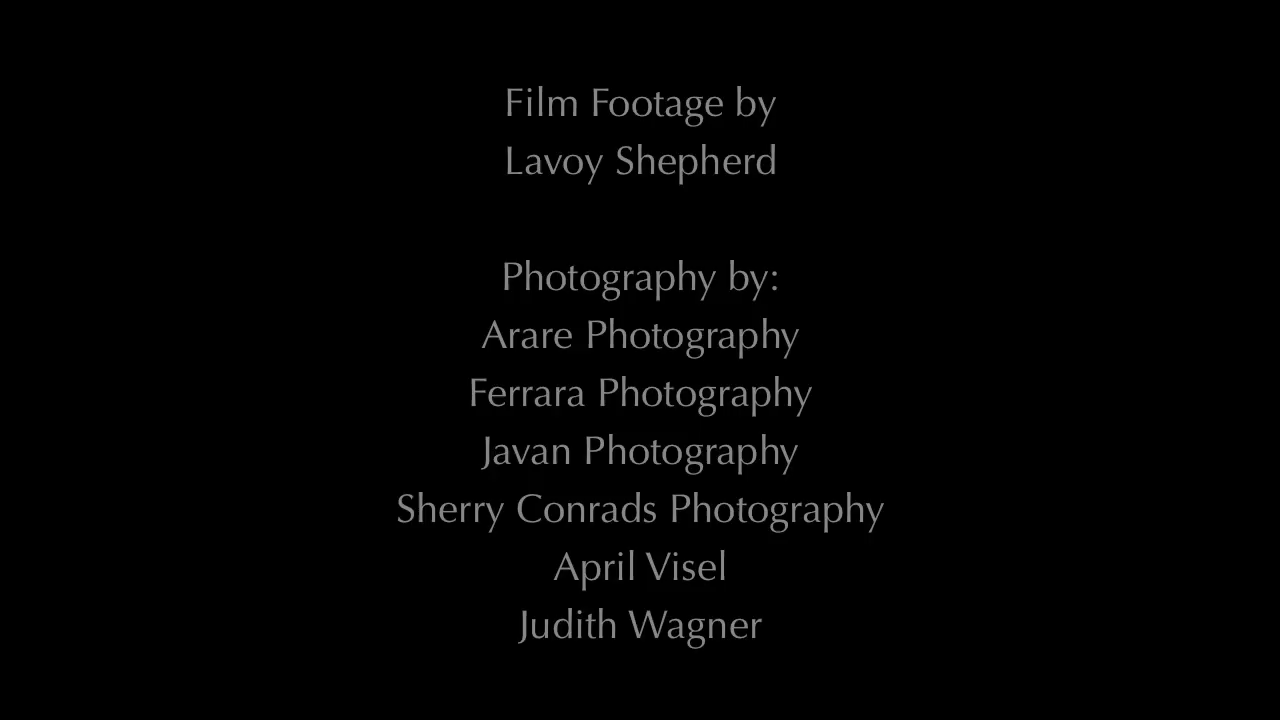 Film Footage by
Lavoy Shepherd
Photography by:
Arare Photography
Ferrara Photography
Javan Photography
Sherry Conrads Photography
April Visel
Judith Wagner